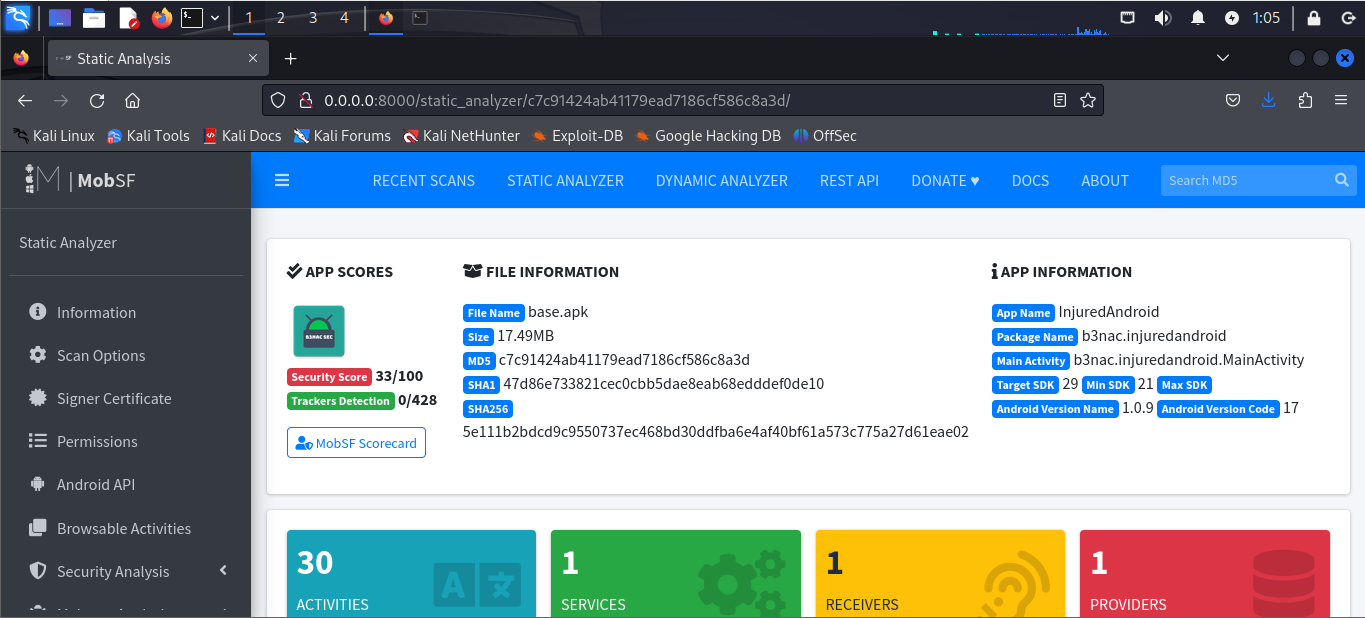 1 2 3 4 1:05
Static Analysis
0.0.0.0:8000/static_analyzer/c7c91424ab41179ead7186cf586c8a3d/
Kali Linux Kali Tools Kali Docs Kali Forums Kali NetHunter Exploit-DB Google Hacking DB OffSec
| MobSF
RECENT SCANS STATIC ANALYZER DYNAMIC ANALYZER REST API DONATE ♥ DOCS ABOUT Search MD5
Static Analyzer
Information
Scan Options
Signer Certificate
Permissions
Android API
Browsable Activities
Security Analysis
APP SCORES
B3NAC SEC
Security Score 33/100
Trackers Detection 0/428
MobSF Scorecard
FILE INFORMATION
File Name base.apk
Size 17.49MB
MD5 c7c91424ab41179ead7186cf586c8a3d
SHA1 47d86e733821cec0cbb5dae8eab68edddef0de10
SHA256
5e111b2bdcd9c9550737ec468bd30ddfba6e4af40bf61a573c775a27d61eae02
APP INFORMATION
App Name InjuredAndroid
Package Name b3nac.injuredandroid
Main Activity b3nac.injuredandroid.MainActivity
Target SDK 29 Min SDK 21 Max SDK
Android Version Name 1.0.9 Android Version Code 17
30
ACTIVITIES
1
SERVICES
1
RECEIVERS
1
PROVIDERS